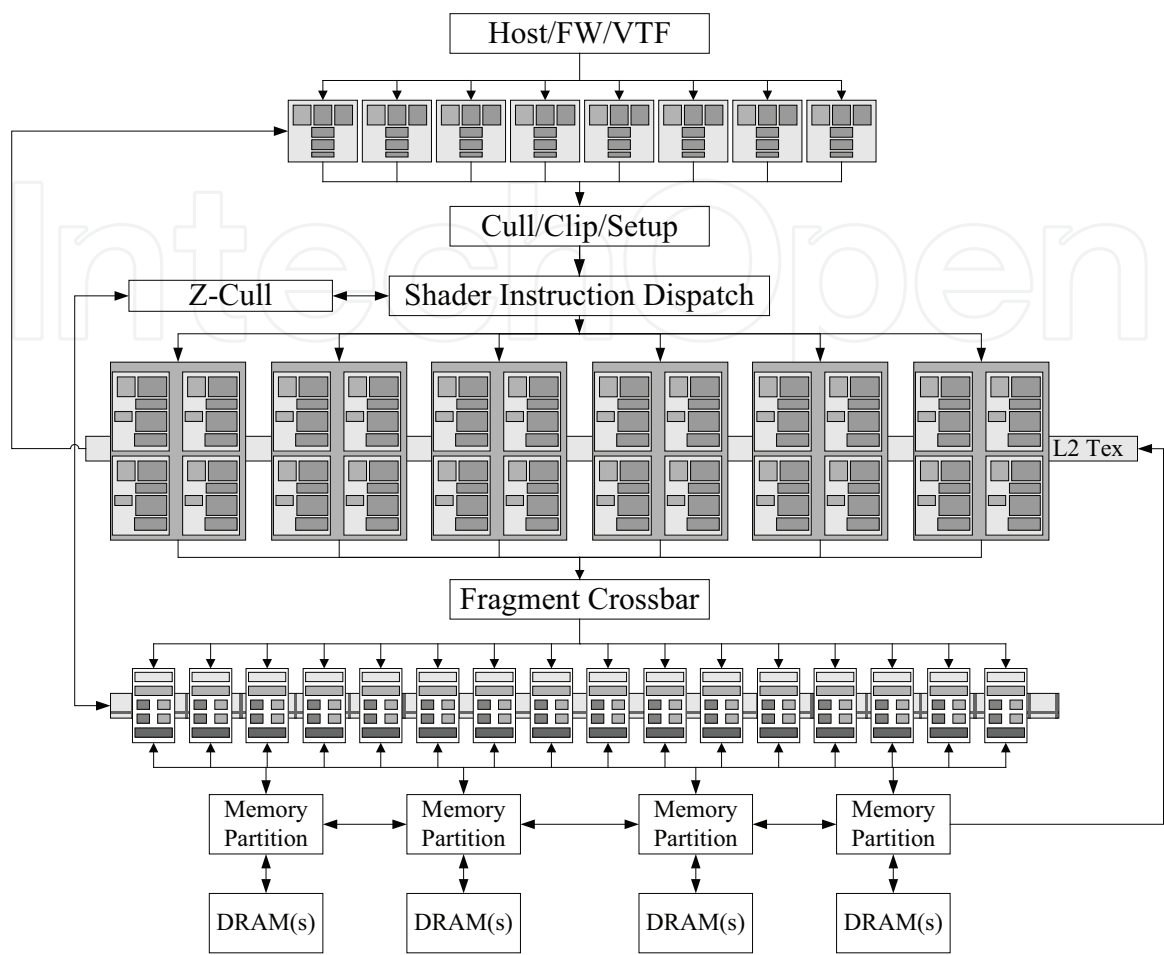 Host/FW/VTF
Cull/Clip/Setup
Z-Cull
Shader Instruction Dispatch
L2 Tex
Fragment Crossbar
Memory
Partition
Memory
Partition
Memory
Partition
Memory
Partition
DRAM(s)
DRAM(s)
DRAM(s)
DRAM(s)
IntechOpen